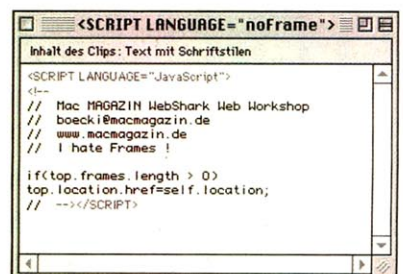 <SCRIPT LANGUAGE="noFrame">
Inhalt des Clips: Text mit Schriftstilen
<SCRIPT LANGUAGE="JavaScript">
<!--
// Mac MAGAZIN WebShark Web Workshop
// boecki@macmagazin.de
// www.macmagazin.de
// I hate Frames !
if(top.frames.length > 0)
top.location.href=self.location;
// --></SCRIPT>